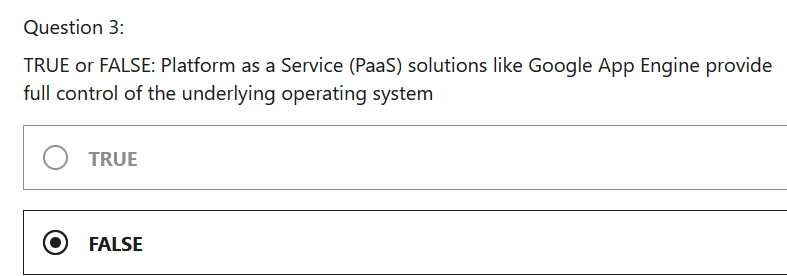 Question 3:
TRUE or FALSE: Platform as a Service (PaaS) solutions like Google App Engine provide
full control of the underlying operating system
TRUE
FALSE